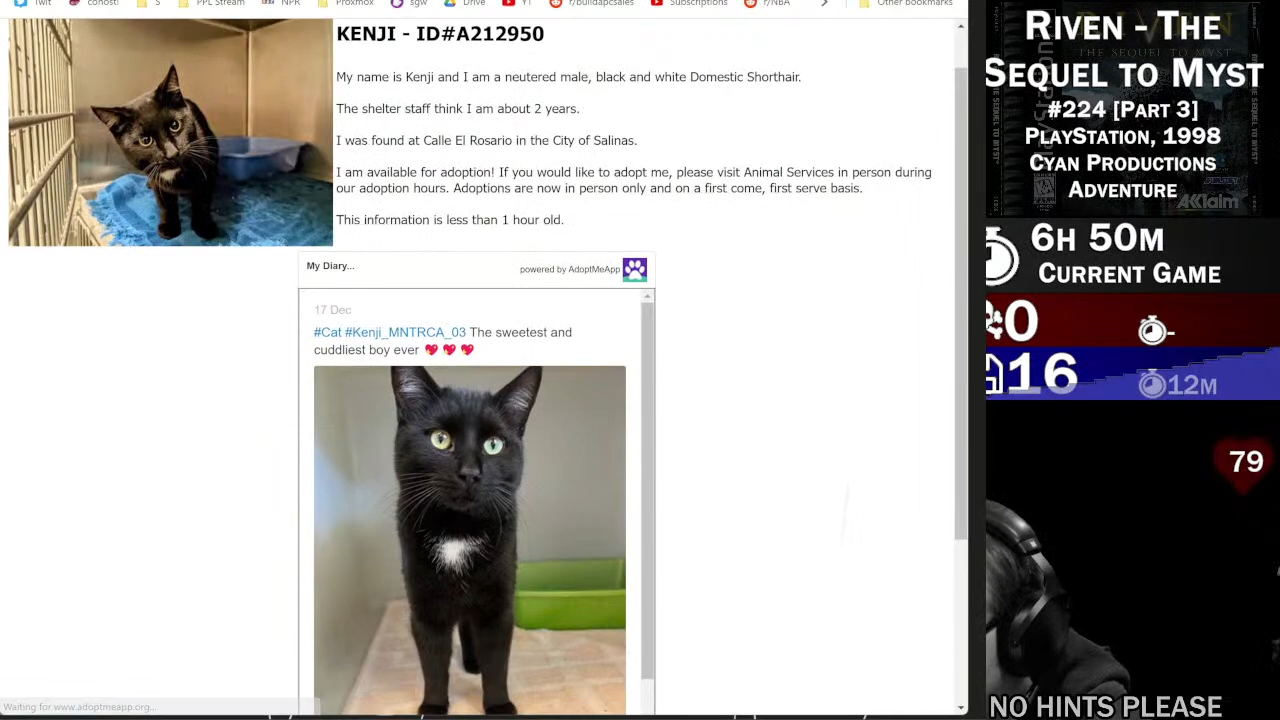 Twit conosti S PPL Stream NPR Proxmox sgw Drive YT r/buildapcsales Subscriptions r/NBA Other bookmarks
KENJI - ID#A212950
My name is Kenji and I am a neutered male, black and white Domestic Shorthair.
The shelter staff think I am about 2 years.
I was found at Calle El Rosario in the City of Salinas.
I am available for adoption! If you would like to adopt me, please visit Animal Services in person during
our adoption hours. Adoptions are now in person only and on a first come, first serve basis.
This information is less than 1 hour old.
My Diary...
powered by AdoptMeApp
17 Dec
#Cat #Kenji_MNTRCA_03 The sweetest and
cuddliest boy ever 💖 💖 💖
Waiting for www.adoptmeapp.org...
RIVEN - THE
SEQUEL TO MYST
#224 [PART 3]
PLAYSTATION, 1998
CYAN PRODUCTIONS
ADVENTURE
AKlaim
6H 50M
CURRENT GAME
0
-
16
12M
79
NO HINTS PLEASE